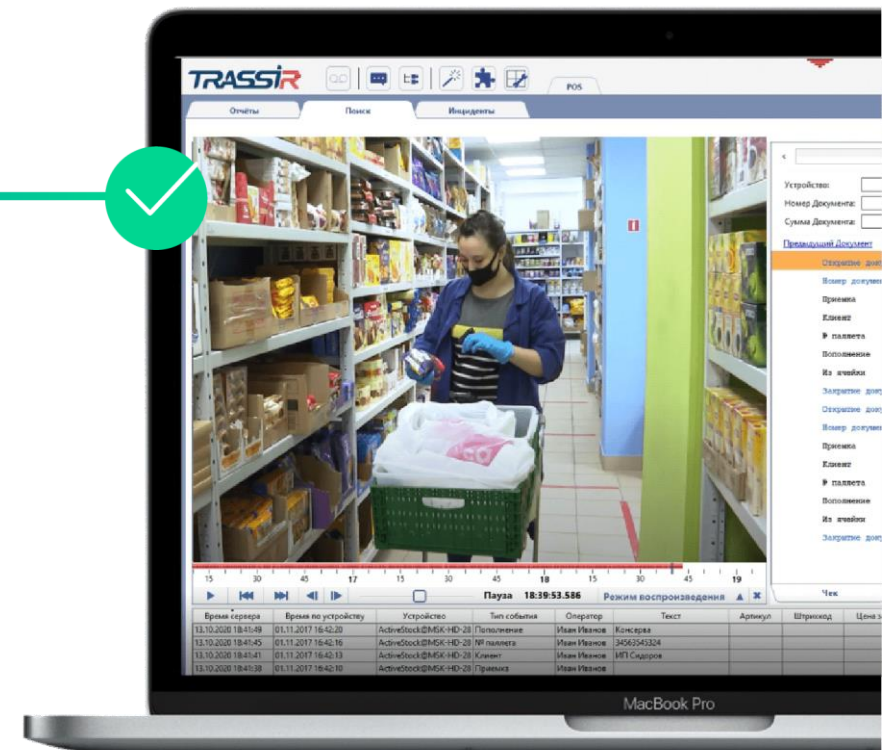 TRASSIR
POS
Отчёты Поиск Инциденты
Устройство:
Номер Документа:
Сумма Документа:
Предыдущий Документ
Открытие доку
Номер докумен
Приемка
Клиент
№ паллета
Пополнение
Из ячейки
Закрытие доку
Открытие доку
Номер докумен
Приемка
Клиент
№ паллета
Пополнение
Из ячейки
Закрытие доку
15 30 45 17 15 30 45 18 15 30 45 19
Пауза 18:39:53.586 Режим воспроизведения
Чек
Время сервера Время по устройству Устройство Тип события Оператор Текст Артикул Штрихкод Цена з
13.10.2020 18:41:49 01.11.2017 16:42:20 ActiveStock@MSK-HD-28 Пополнение Иван Иванов Консерва
13.10.2020 18:41:45 01.11.2017 16:42:16 ActiveStock@MSK-HD-28 № паллета Иван Иванов 34563545324
13.10.2020 18:41:41 01.11.2017 16:42:13 ActiveStock@MSK-HD-28 Клиент Иван Иванов ИП Сидоров
13.10.2020 18:41:38 01.11.2017 16:42:10 ActiveStock@MSK-HD-28 Приемка Иван Иванов
MacBook Pro